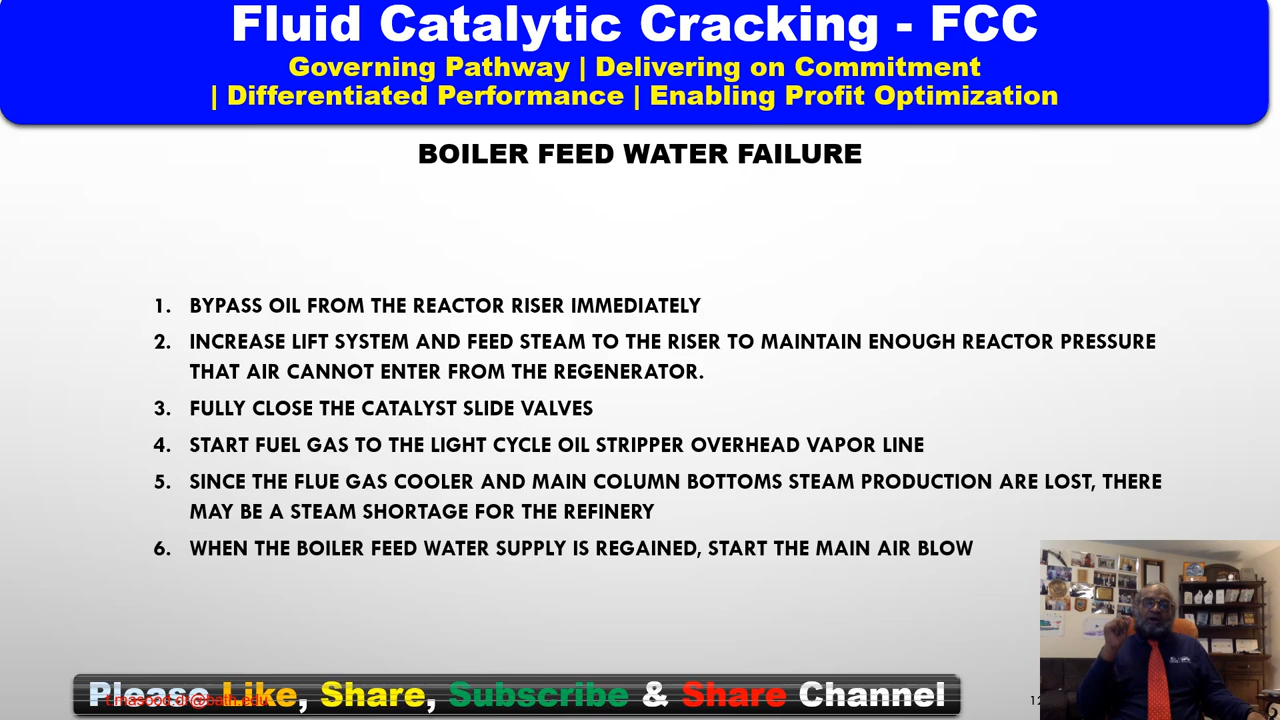 Fluid Catalytic Cracking - FCC
Governing Pathway | Delivering on Commitment
| Differentiated Performance | Enabling Profit Optimization
BOILER FEED WATER FAILURE
1. BYPASS OIL FROM THE REACTOR RISER IMMEDIATELY
2. INCREASE LIFT SYSTEM AND FEED STEAM TO THE RISER TO MAINTAIN ENOUGH REACTOR PRESSURE
THAT AIR CANNOT ENTER FROM THE REGENERATOR.
3. FULLY CLOSE THE CATALYST SLIDE VALVES
4. START FUEL GAS TO THE LIGHT CYCLE OIL STRIPPER OVERHEAD VAPOR LINE
5. SINCE THE FLUE GAS COOLER AND MAIN COLUMN BOTTOMS STEAM PRODUCTION ARE LOST, THERE
MAY BE A STEAM SHORTAGE FOR THE REFINERY
6. WHEN THE BOILER FEED WATER SUPPLY IS REGAINED, START THE MAIN AIR BLOW
Please Like, Share, Subscribe & Share Channel